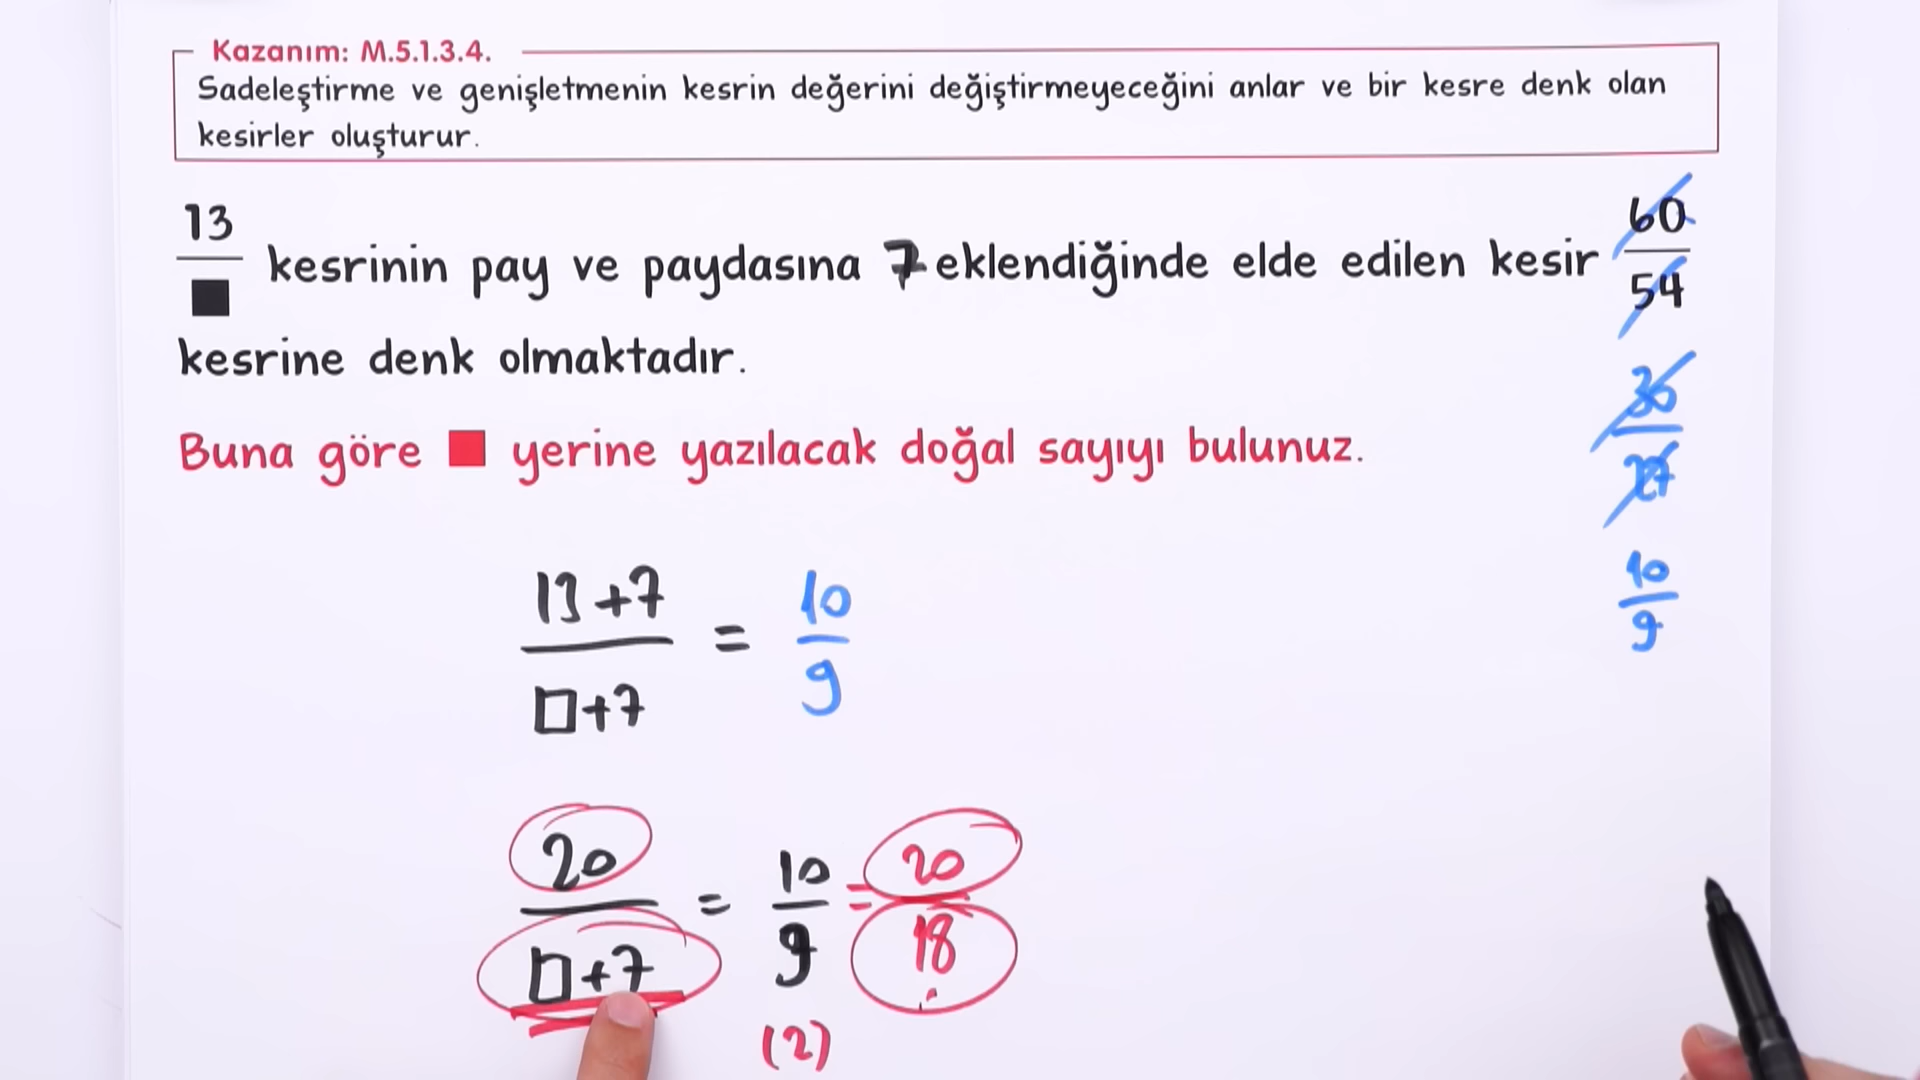 Kazanım: M.5.1.3.4.
Sadeleştirme ve genişletmenin kesrin değerini değiştirmeyeceğini anlar ve bir kesre denk olan
kesirler oluşturur.
13
■ kesrinin pay ve paydasına 7 eklendiğinde elde edilen kesir 60
54
kesrine denk olmaktadır.
Buna göre ■ yerine yazılacak doğal sayıyı bulunuz.
27
10
9
13+7 = 10
□+7 9
20 = 10 = 20
□+7 9 18
(2)